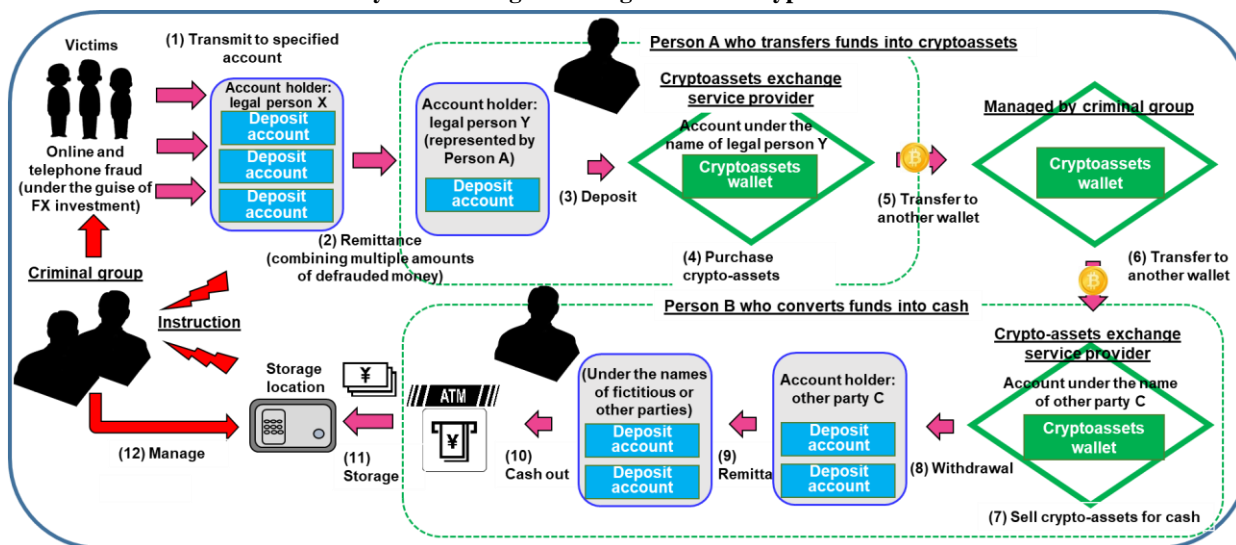 Victims
(1) Transmit to specified
account
Online and
telephone fraud
(under the guise of
FX investment)
Account holder:
legal person X
Deposit
account
Deposit
account
Deposit
account
(2) Remittance
(combining multiple amounts
of defrauded money)
Person A who transfers funds into cryptoassets
Account holder:
legal person Y
(represented by
Person A)
Deposit
account
(3) Deposit
Cryptoassets exchange
service provider
Account under the
name of legal person Y
Cryptoassets
wallet
(4) Purchase
crypto-assets
(5) Transfer to
another wallet
Managed by criminal group
Cryptoassets
wallet
(6) Transfer to
another wallet
Criminal group
Instruction
Person B who converts funds into cash
Crypto-assets exchange
service provider
Account under the name
of other party C
Cryptoassets
wallet
(7) Sell crypto-assets for cash
(8) Withdrawal
Account holder:
other party C
Deposit
account
Deposit
account
(9)
Remitta
(Under the names
of fictitious or
other parties)
Deposit
account
Deposit
account
(10)
Cash out
ATM
¥
¥
(11)
Storage
Storage
location
(12) Manage